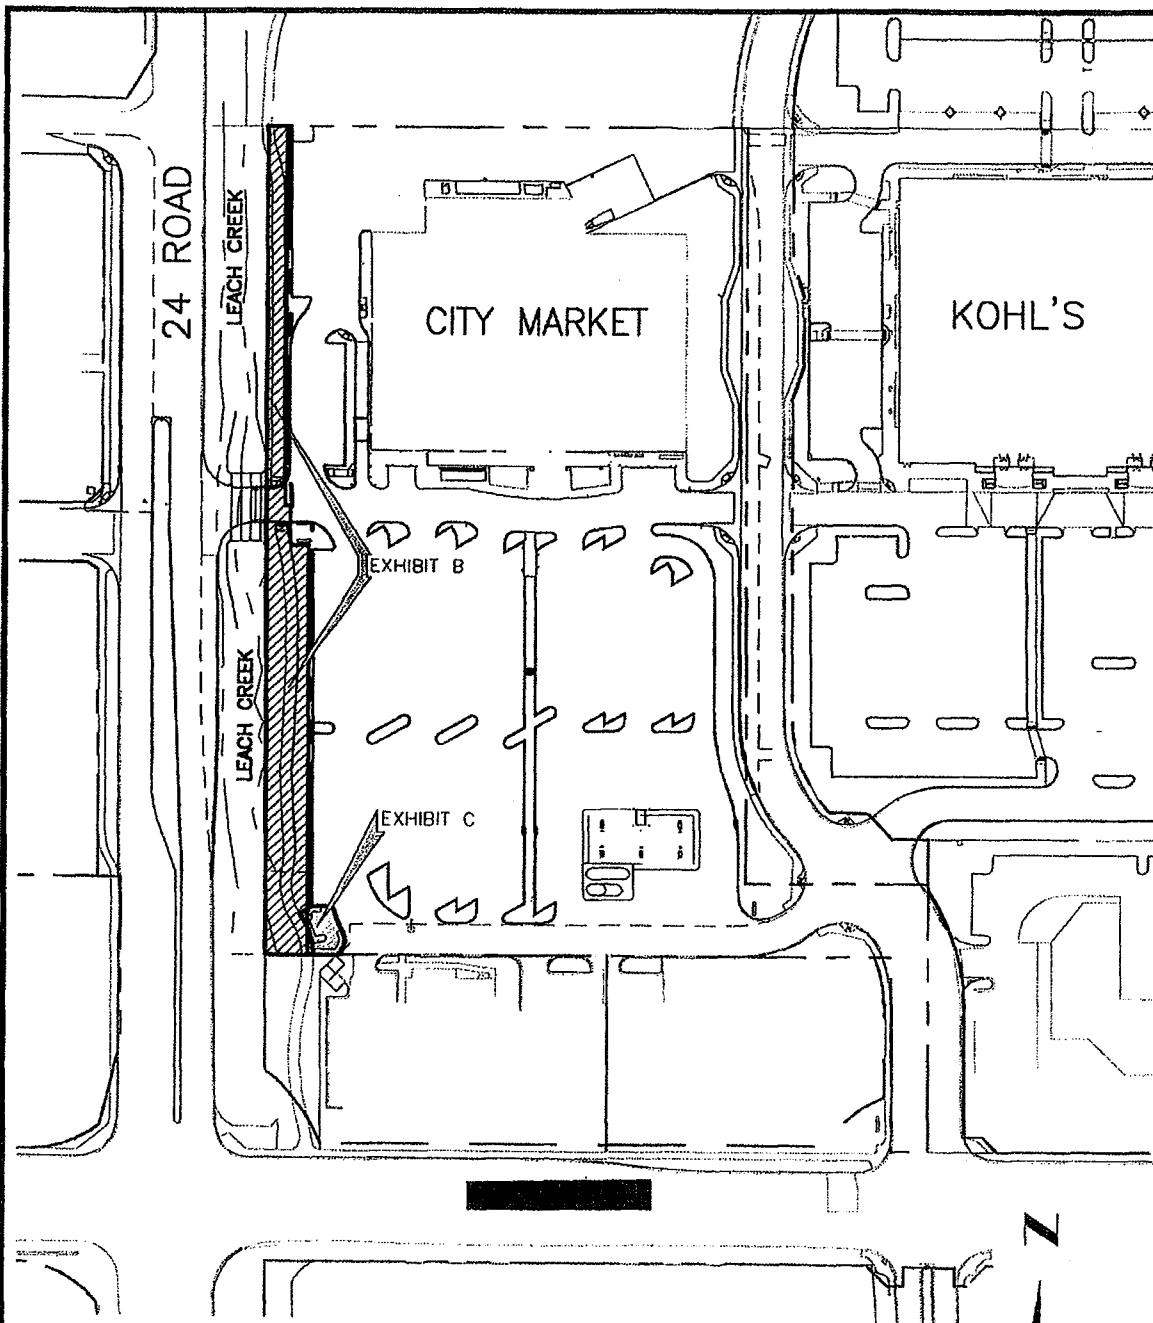 24 ROAD
LEACH CREEK
CITY MARKET
KOHL'S
EXHIBIT B
LEACH CREEK
EXHIBIT C
N